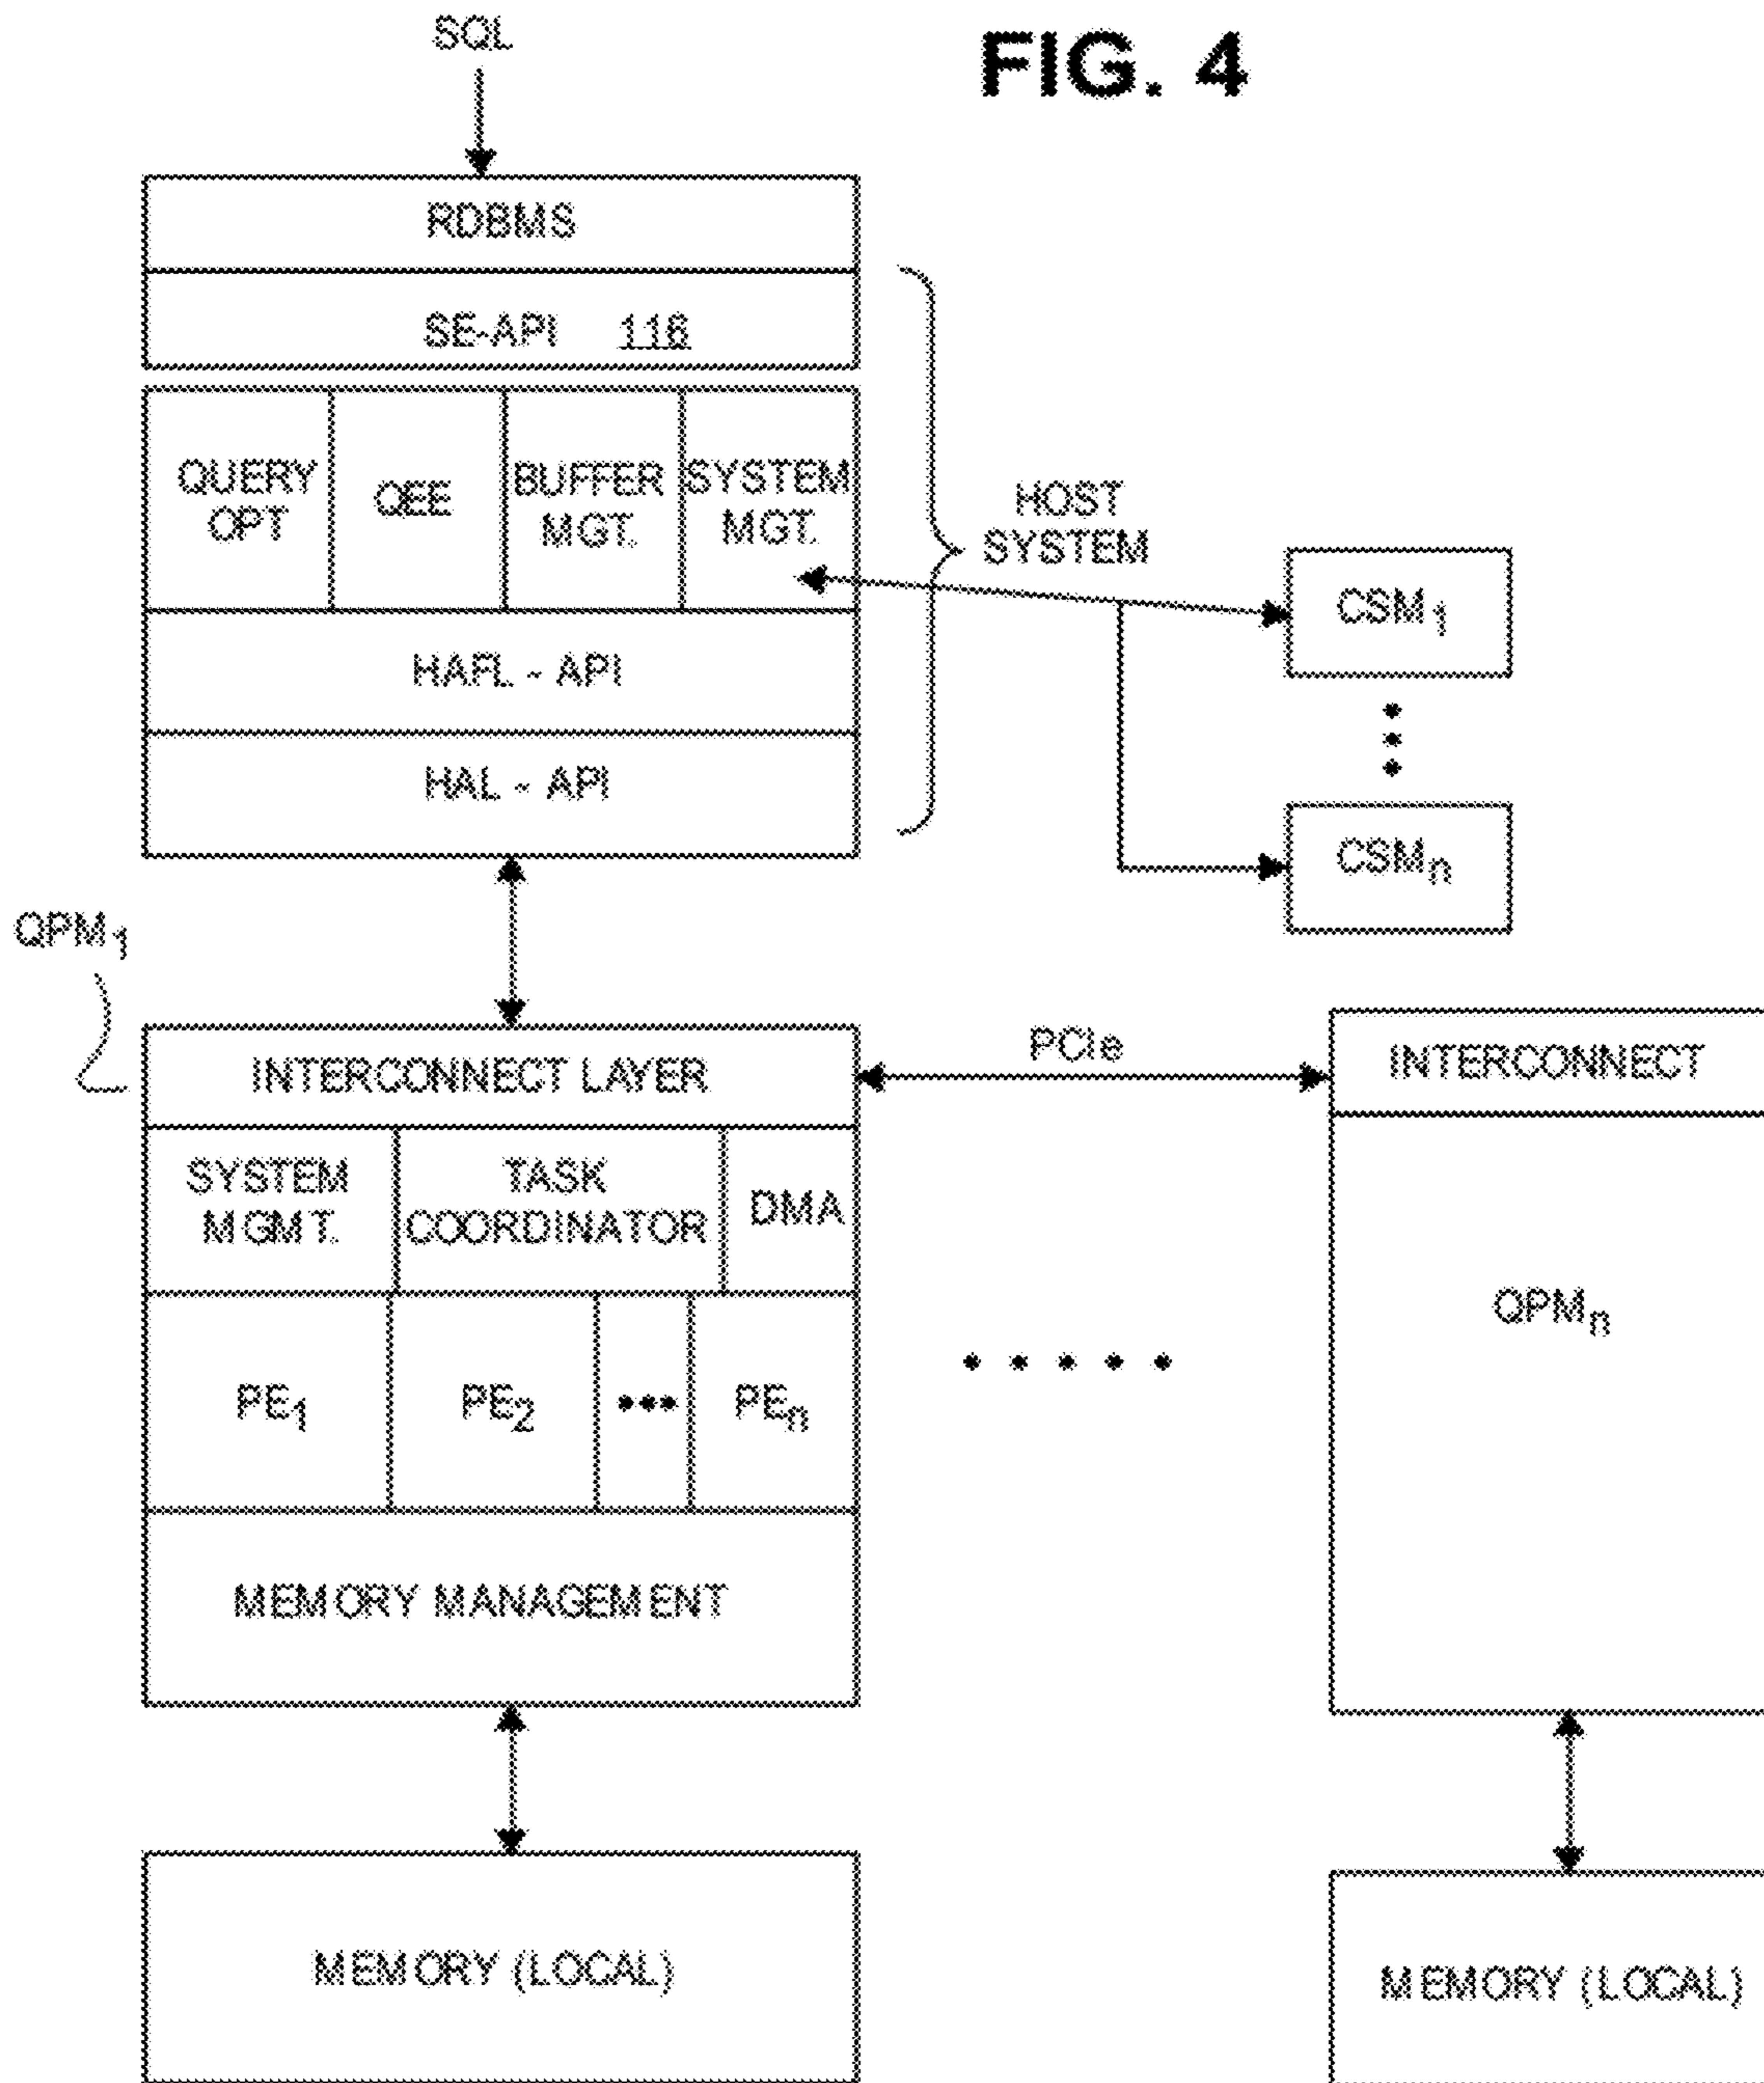 SQL
FIG. 4
RDBMS
SE-API 116
QUERY OPT
QEE
BUFFER MGT.
SYSTEM MGT.
HOST SYSTEM
CSM1
HAFL - API
HAL - API
CSMn
QPM1
INTERCONNECT LAYER
PCIe
INTERCONNECT
SYSTEM MGMT.
TASK COORDINATOR
DMA
QPMn
PE1
PE2
PEn
MEMORY MANAGEMENT
MEMORY (LOCAL)
MEMORY (LOCAL)